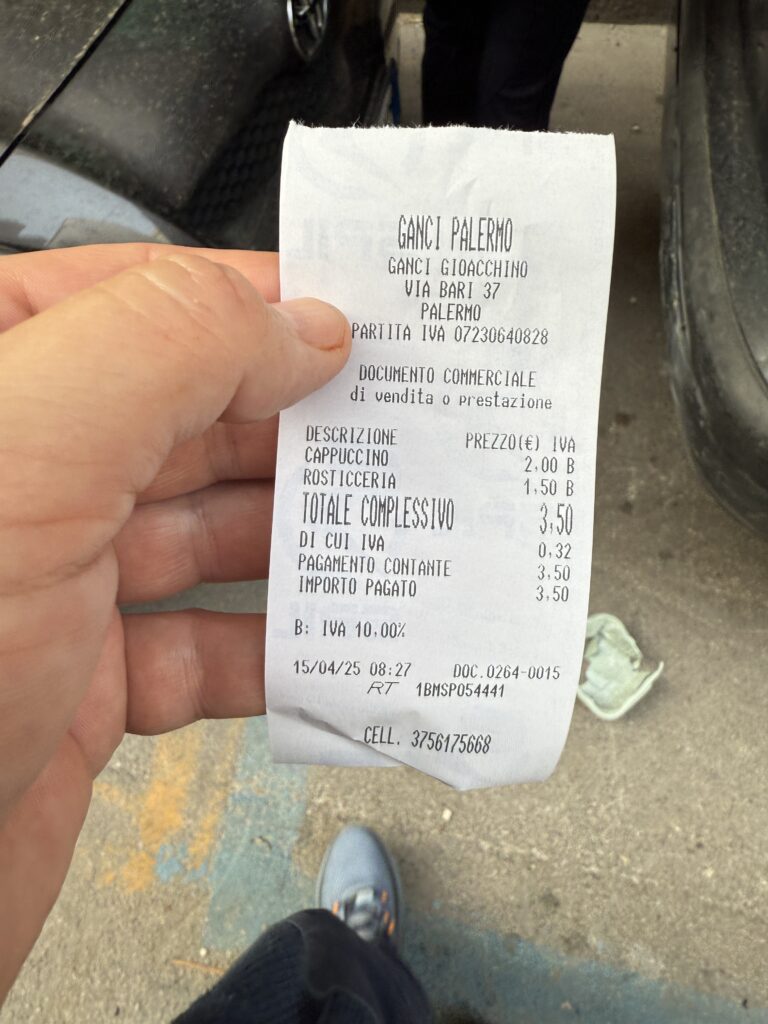 GANCI PALERMO
GANCI GIOACCHINO
VIA BARI 37
PALERMO
PARTITA IVA 07230640828
DOCUMENTO COMMERCIALE
di vendita o prestazione
DESCRIZIONE PREZZO(€) IVA
CAPPUCCINO 2,00 B
ROSTICCERIA 1,50 B
TOTALE COMPLESSIVO 3,50
DI CUI IVA 0,32
PAGAMENTO CONTANTE 3,50
IMPORTO PAGATO 3,50
B: IVA 10,00%
15/04/25 08:27 DOC.0264-0015
RT 1BMSP054441
CELL. 3756175668